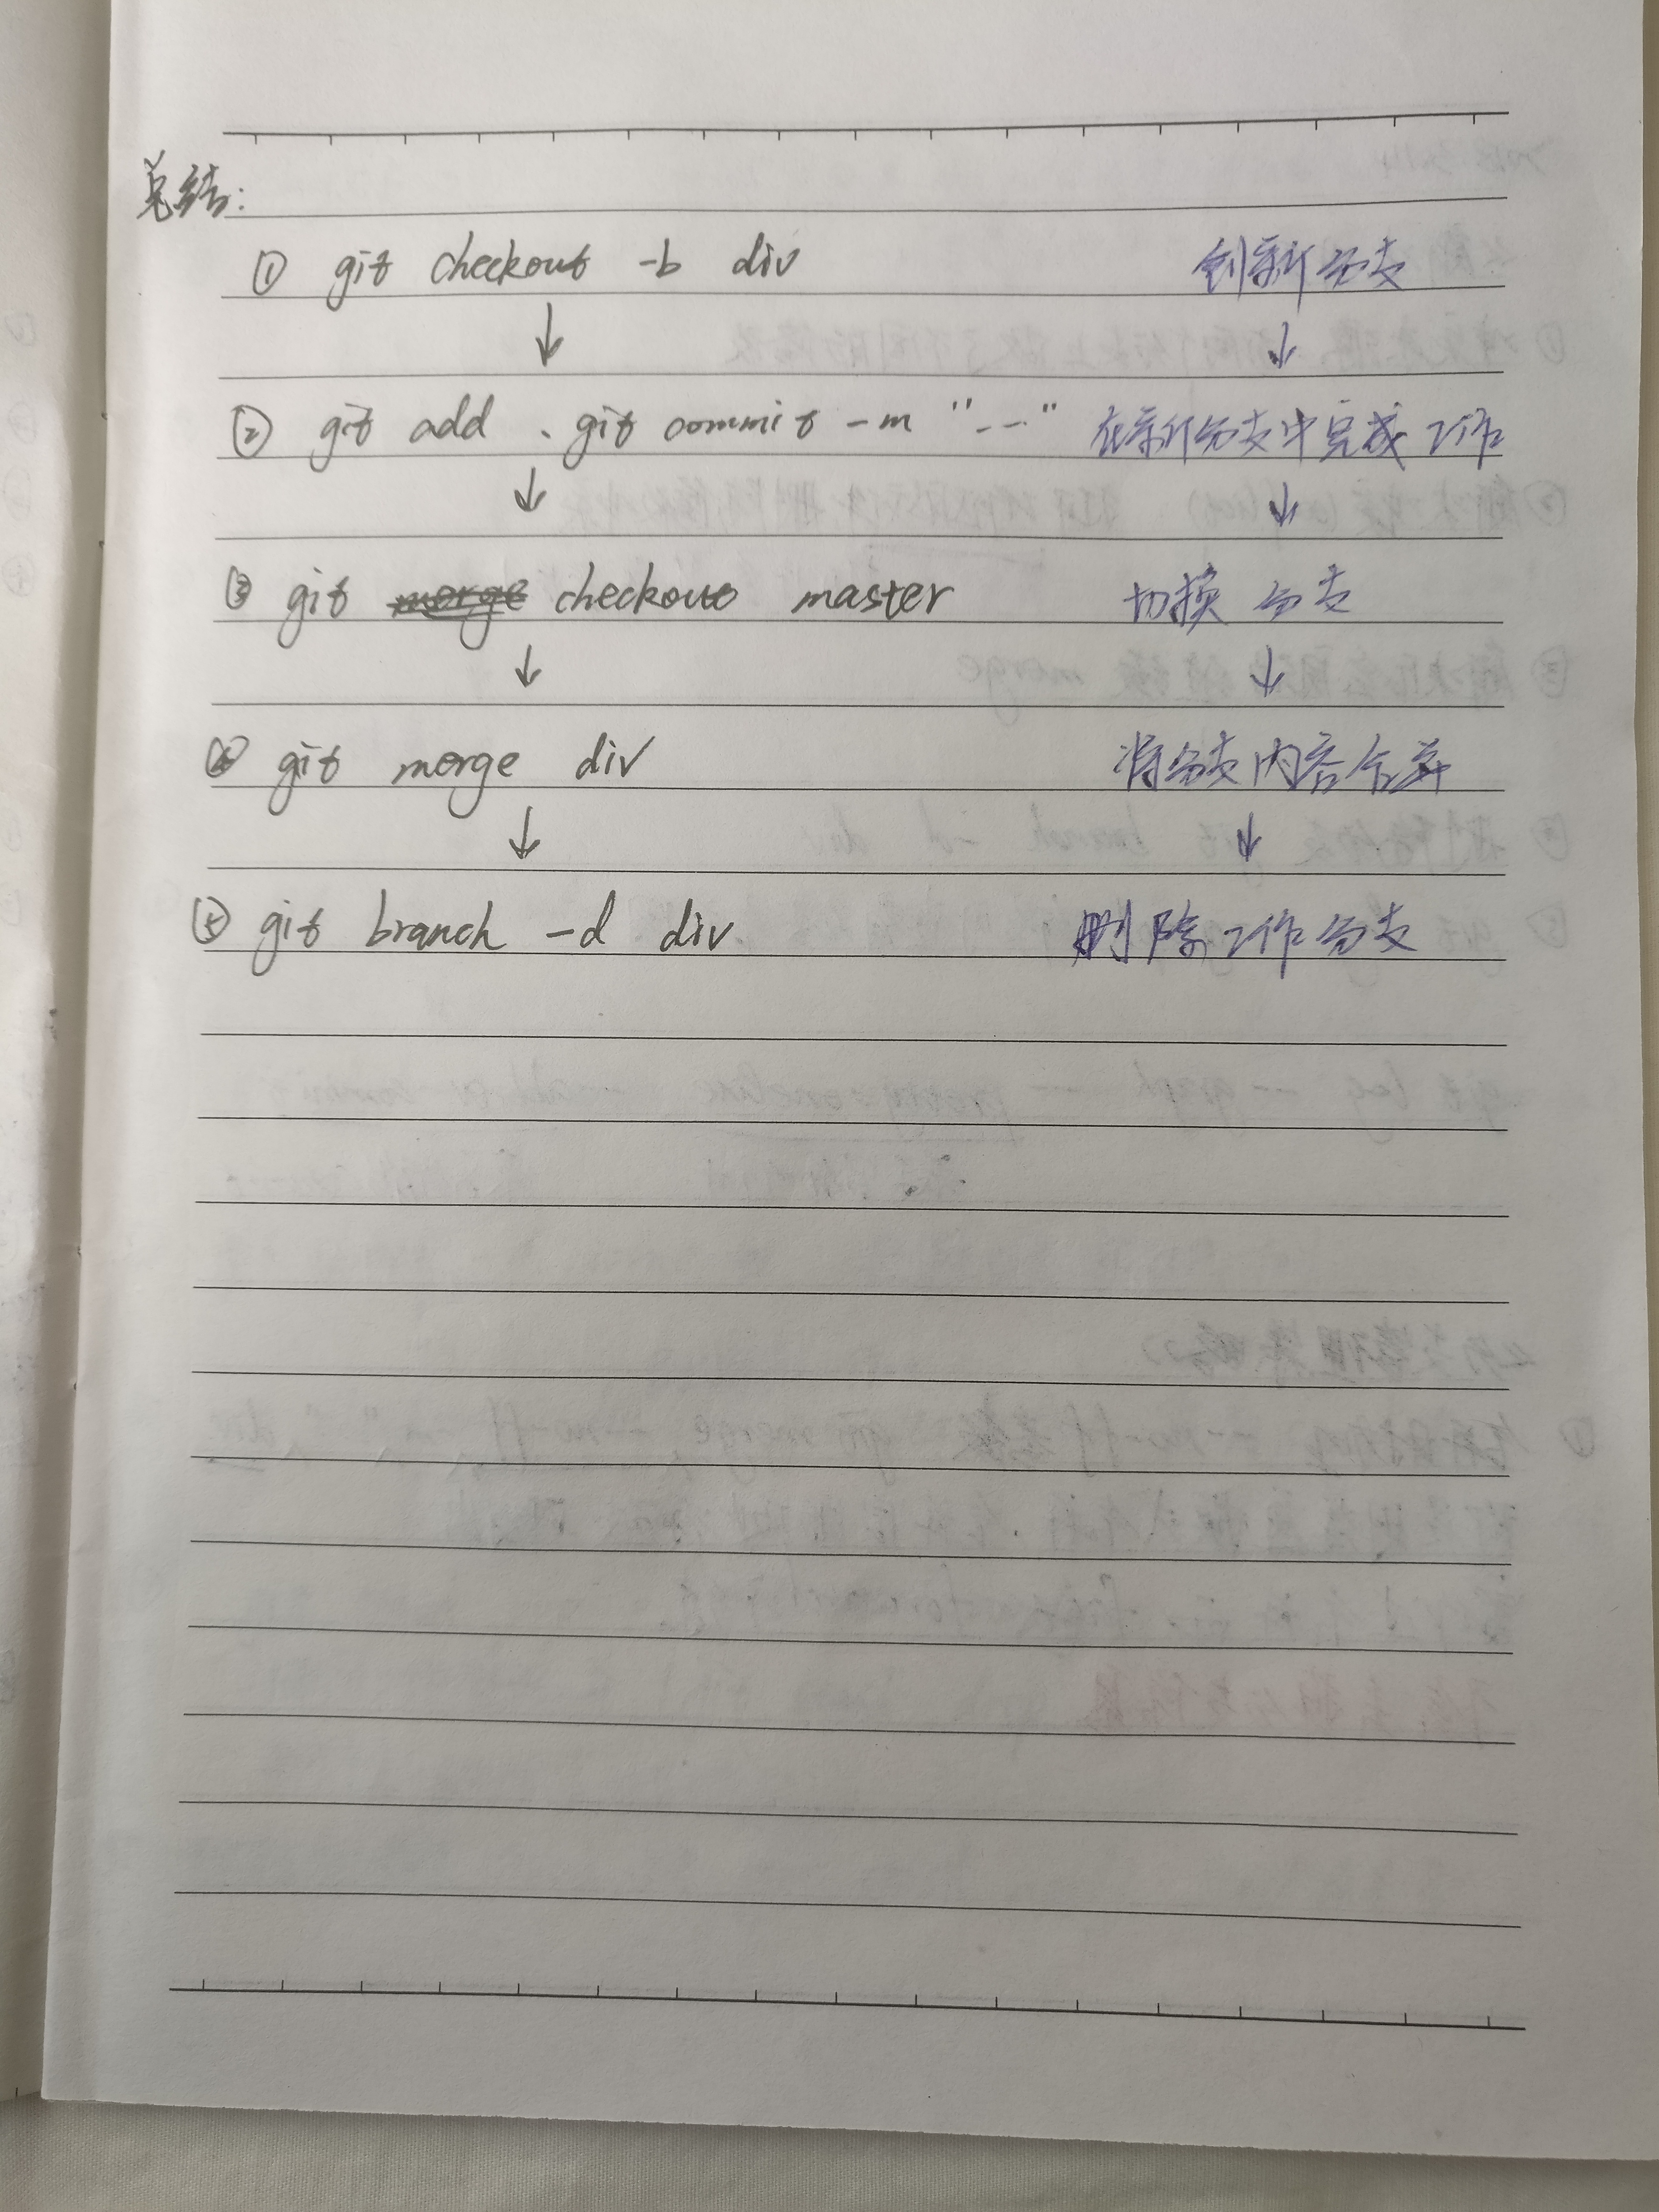 总结:
① git checkout -b div 创新分支
↓ ↓
② git add . git commit -m "---" 在新分支中完成工作
↓ ↓
③ git merge checkout master 切换分支
↓ ↓
④ git merge div 将分支内容合并
↓ ↓
⑤ git branch -d div 删除工作分支